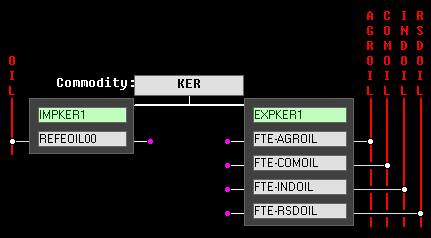 OIL
AGROIL
COMOIL
INDOIL
RSDOIL
Commodity: KER
IMPKER1
REFEOIL00
EXPKER1
FTE-AGROIL
FTE-COMOIL
FTE-INDOIL
FTE-RSDOIL